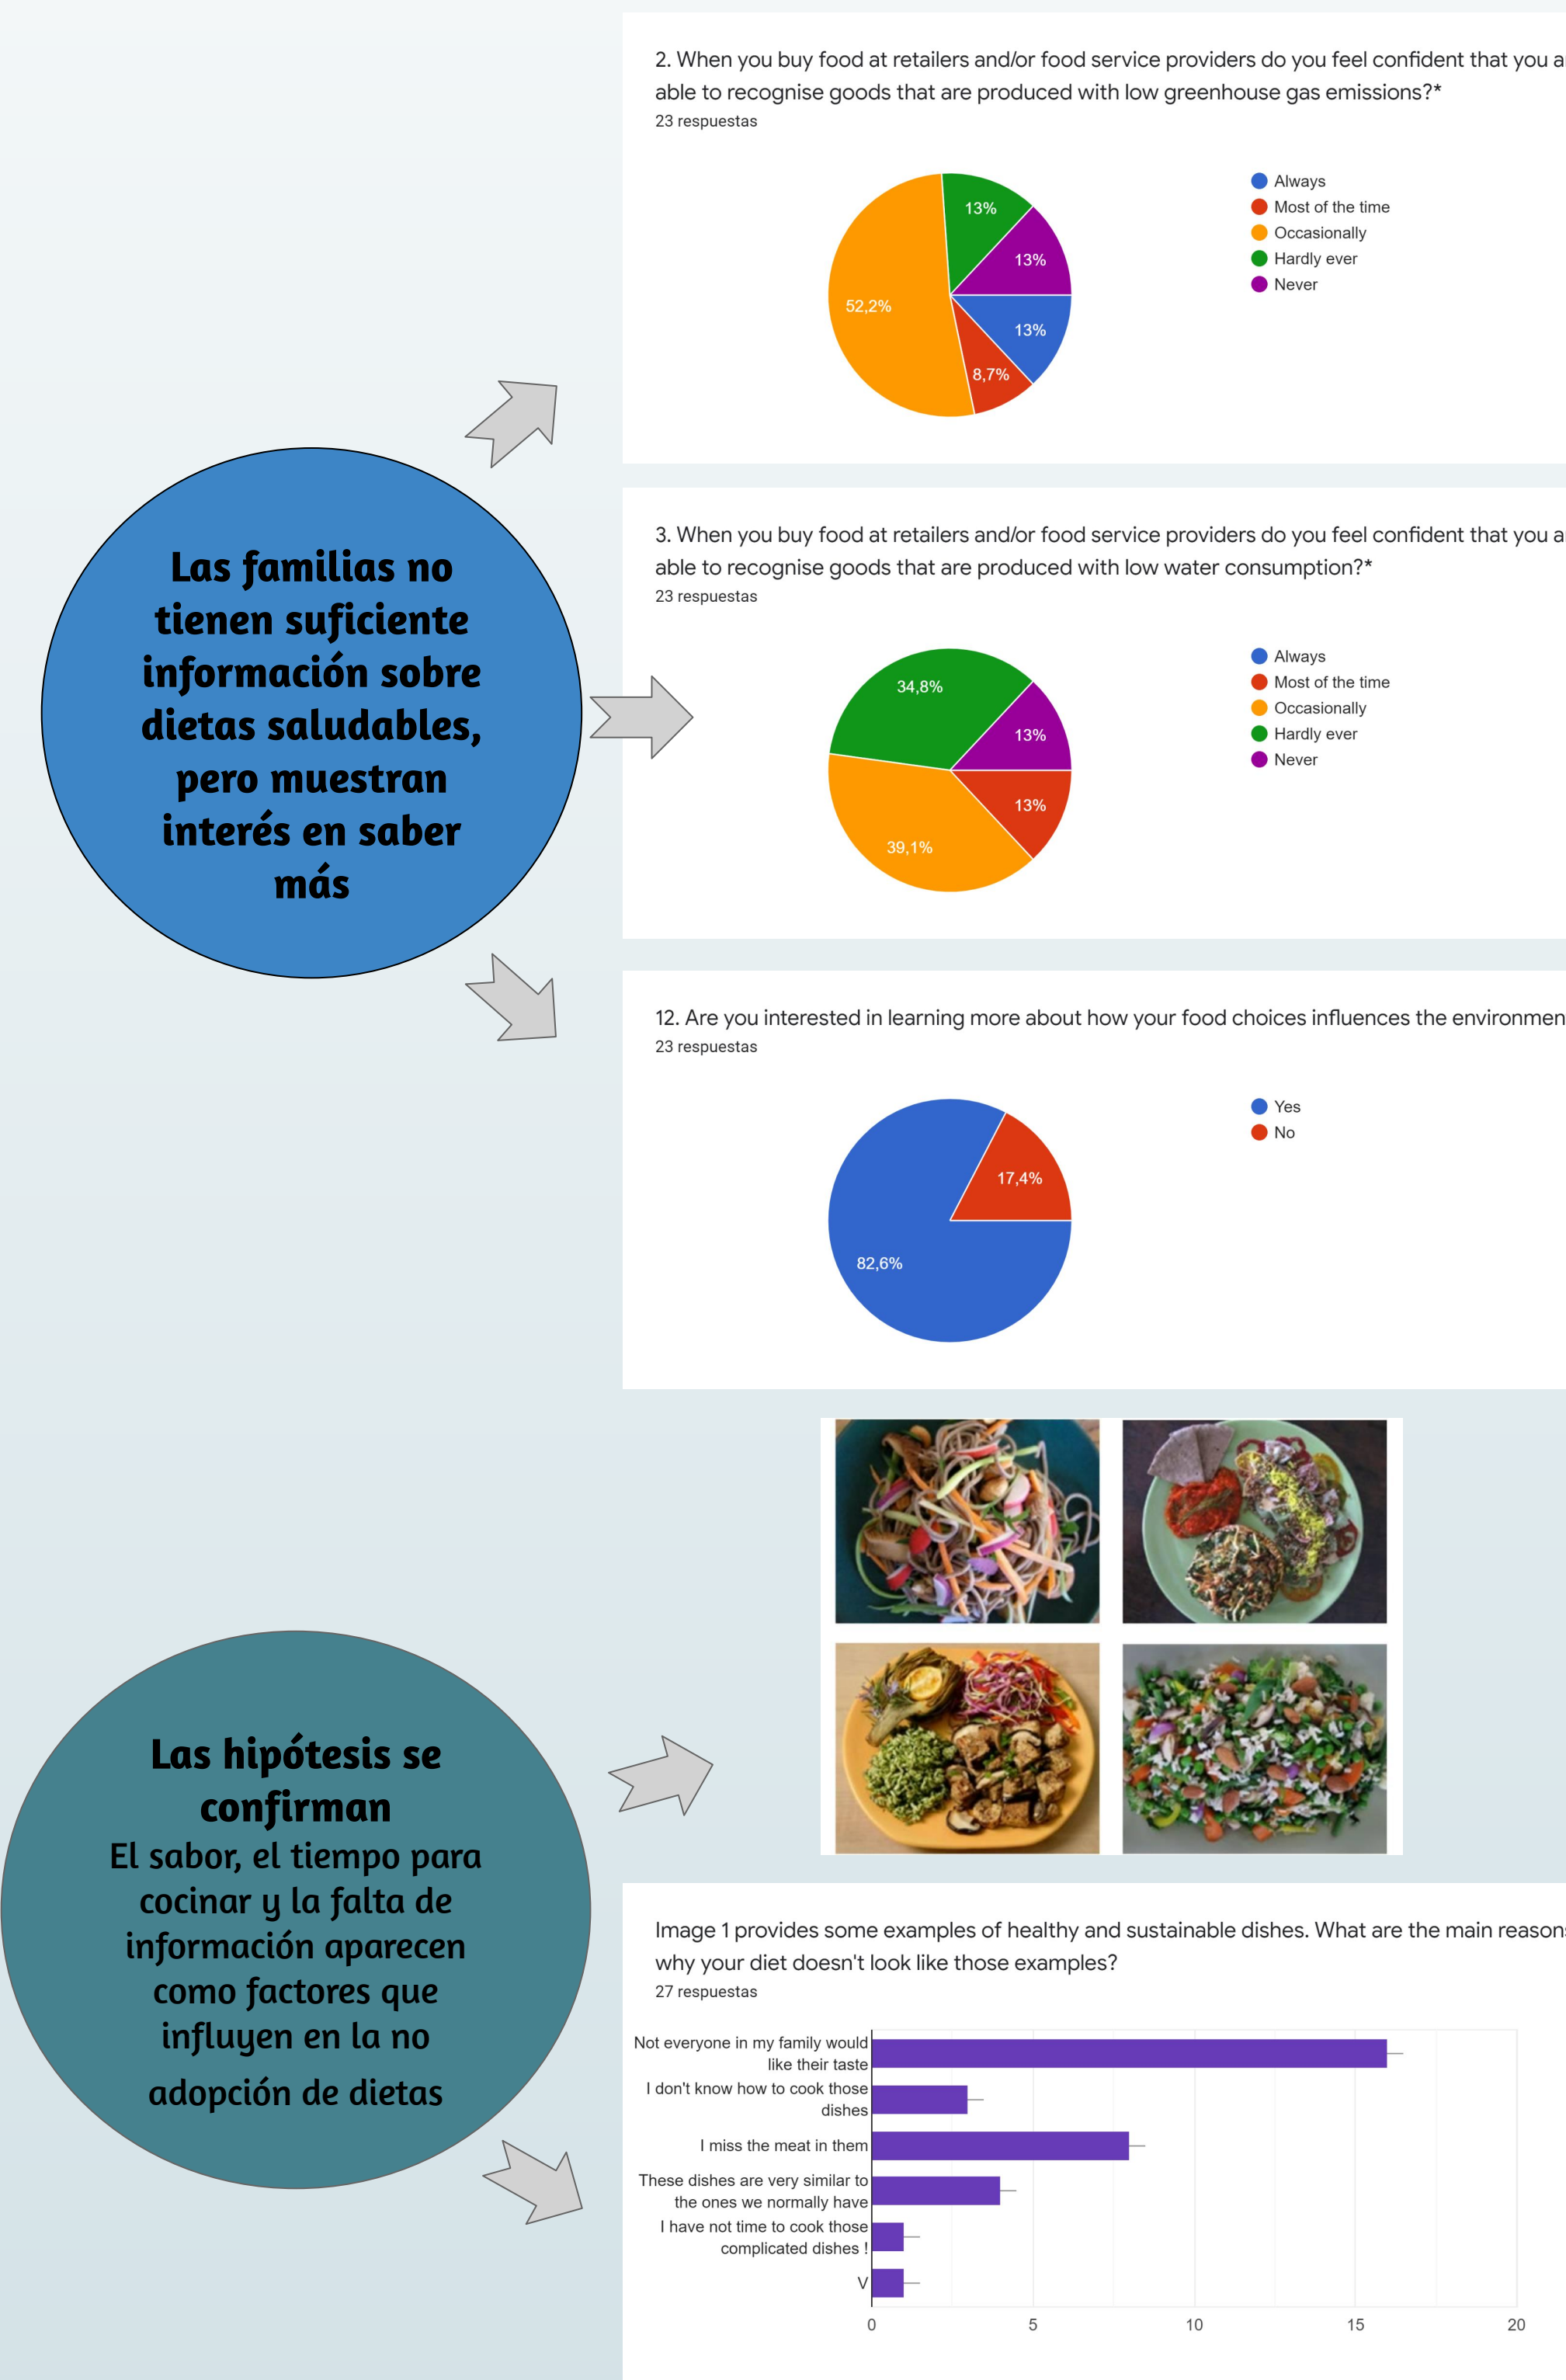 2. When you buy food at retailers and/or food service providers do you feel confident that you
able to recognise goods that are produced with low greenhouse gas emissions?*
23 respuestas
13%
13%
52,2%
13%
8,7%
Always
Most of the time
Occasionally
Hardly ever
Never
Las familias no
tienen suficiente
información sobre
dietas saludables,
pero muestran
interés en saber
más
3. When you buy food at retailers and/or food service providers do you feel confident that you
able to recognise goods that are produced with low water consumption?*
23 respuestas
34,8%
13%
13%
39,1%
Always
Most of the time
Occasionally
Hardly ever
Never
12. Are you interested in learning more about how your food choices influences the environmen
23 respuestas
17,4%
82,6%
Yes
No
Las hipótesis se
confirman
El sabor, el tiempo para
cocinar y la falta de
información aparecen
como factores que
influyen en la no
adopción de dietas
Image 1 provides some examples of healthy and sustainable dishes. What are the main reason
why your diet doesn't look like those examples?
27 respuestas
Not everyone in my family would
like their taste
I don't know how to cook those
dishes
I miss the meat in them
These dishes are very similar to
the ones we normally have
I have not time to cook those
complicated dishes !
V
0
5
10
15
20